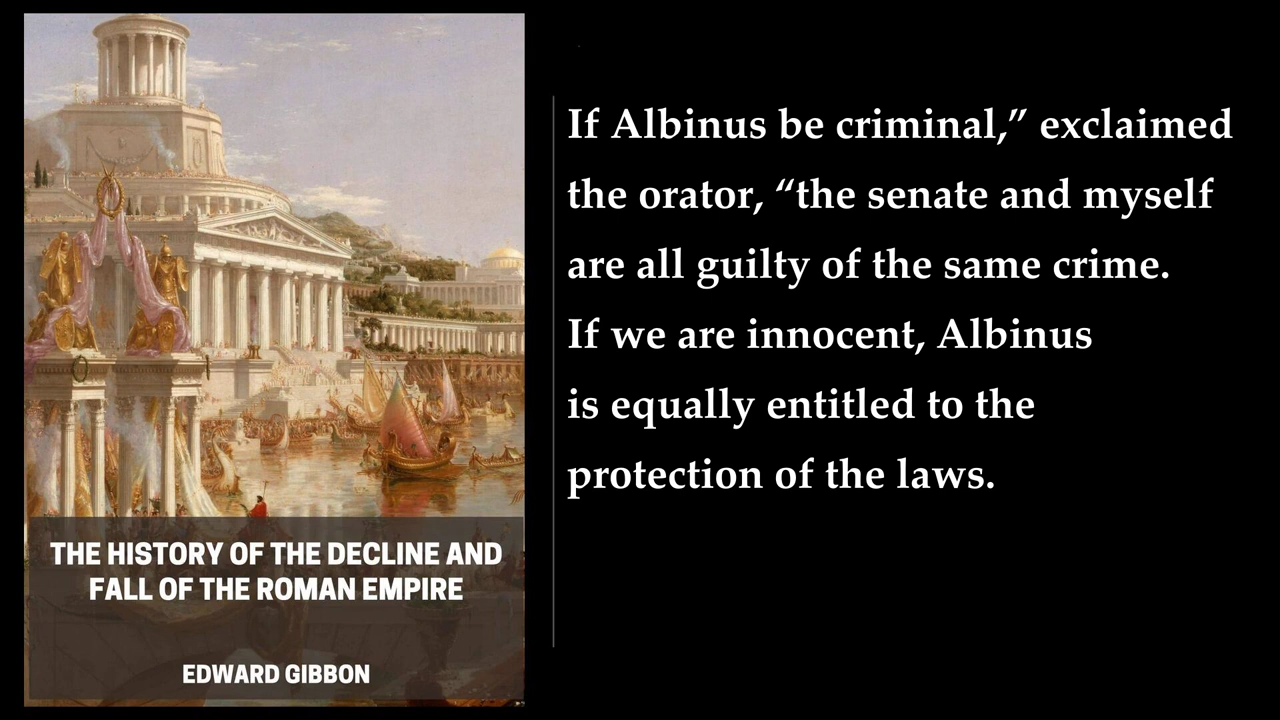 THE HISTORY OF THE DECLINE AND
FALL OF THE ROMAN EMPIRE
EDWARD GIBBON
If Albinus be criminal,” exclaimed
the orator, “the senate and myself
are all guilty of the same crime.
If we are innocent, Albinus
is equally entitled to the
protection of the laws.